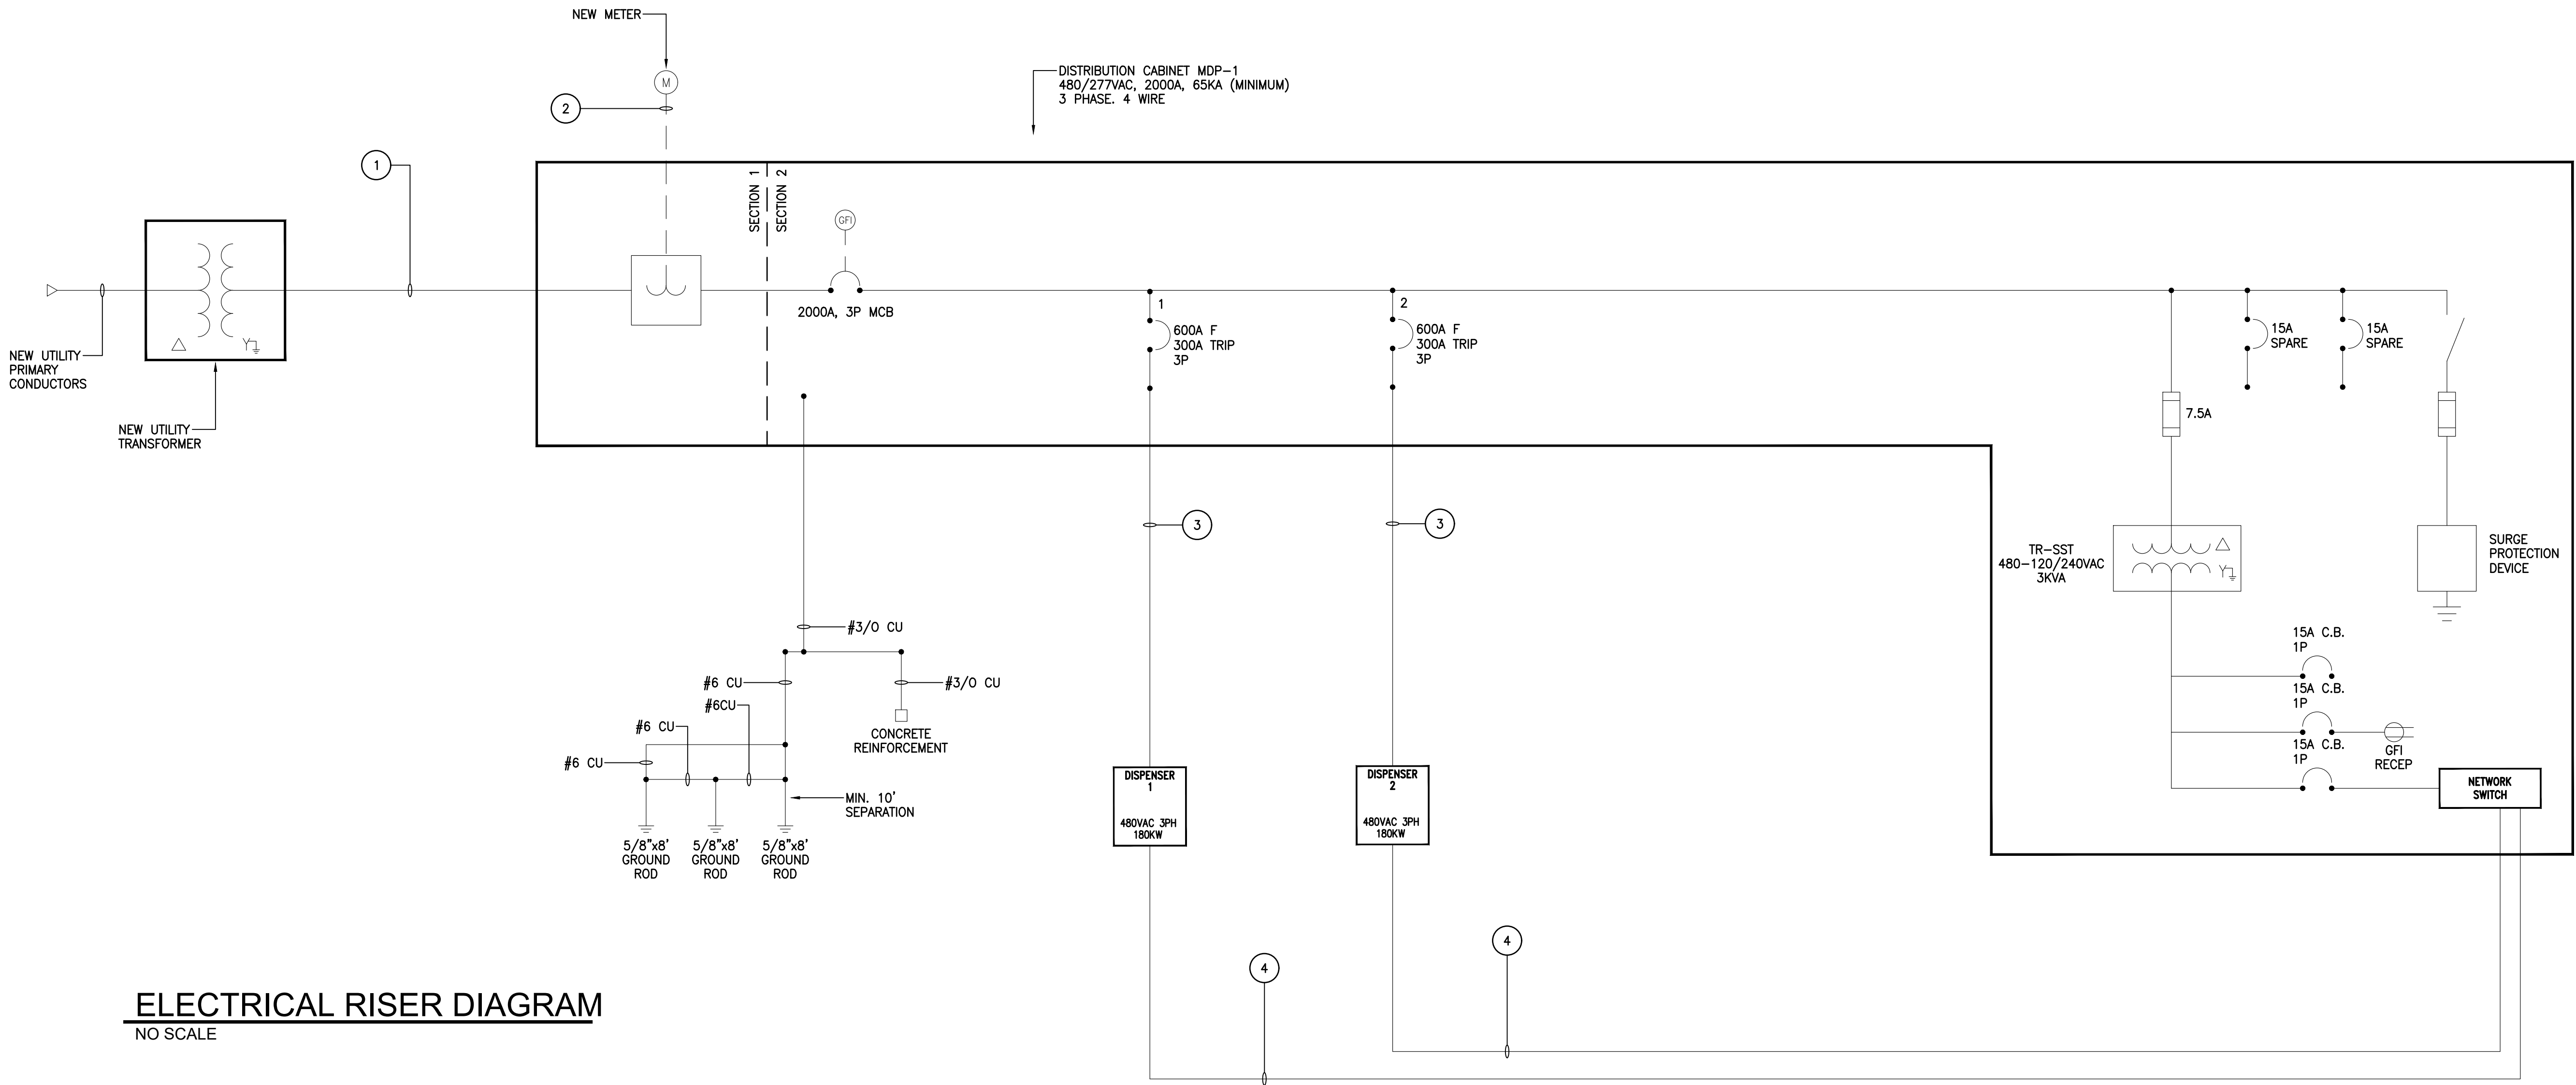 NEW METER
M
2
DISTRIBUTION CABINET MDP-1
480/277VAC, 2000A, 65KA (MINIMUM)
3 PHASE. 4 WIRE
1
SECTION 1
SECTION 2
GFI
2000A, 3P MCB
NEW UTILITY
PRIMARY
CONDUCTORS
Y
NEW UTILITY
TRANSFORMER
1
600A F
300A TRIP
3P
2
600A F
300A TRIP
3P
15A
SPARE
15A
SPARE
7.5A
3
3
TR-SST
480-120/240VAC
3KVA
Y
SURGE
PROTECTION
DEVICE
#3/0 CU
#6 CU
#3/0 CU
#6CU
#6 CU
#6 CU
CONCRETE
REINFORCEMENT
MIN. 10'
SEPARATION
5/8"x8'
GROUND
ROD
5/8"x8'
GROUND
ROD
5/8"x8'
GROUND
ROD
15A C.B.
1P
15A C.B.
1P
15A C.B.
1P
GFI
RECEP
NETWORK
SWITCH
DISPENSER
1
480VAC 3PH
180KW
DISPENSER
2
480VAC 3PH
180KW
4
4
ELECTRICAL RISER DIAGRAM
NO SCALE